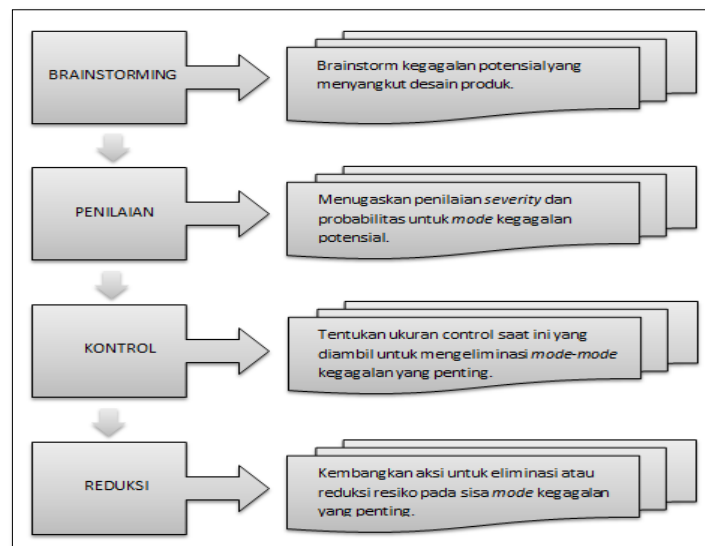 BRAINSTORMING
Brainstorm kegagalan potensial yang
menyangkut desain produk.
PENILAIAN
Menugaskan penilaian severity dan
probabilitas untuk mode kegagalan
potensial.
KONTROL
Tentukan ukuran control saat ini yang
diambil untuk mengeliminasi mode-mode
kegagalan yang penting.
REDUKSI
Kembangkan aksi untuk eliminasi atau
reduksi resiko pada sisa mode kegagalan
yang penting.